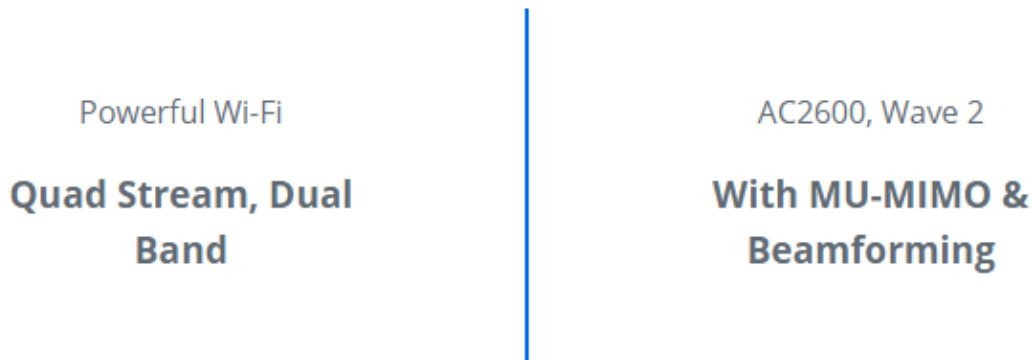 Powerful Wi-Fi
Quad Stream, Dual
Band
AC2600, Wave 2
With MU-MIMO &
Beamforming